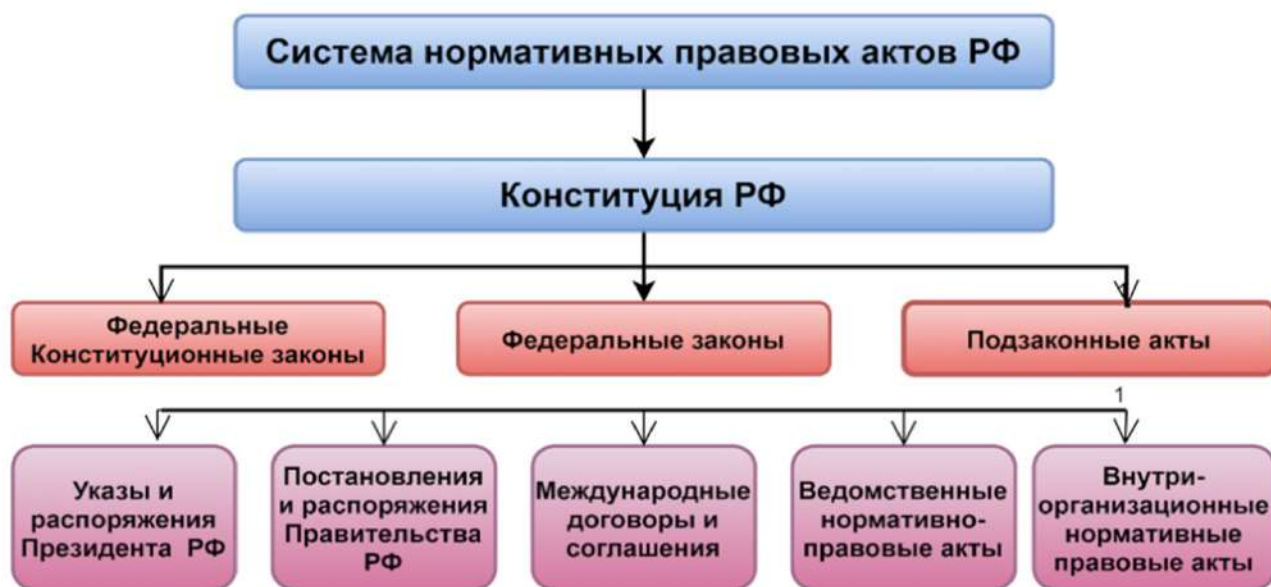 Система нормативных правовых актов РФ
Конституция РФ
Федеральные
Конституционные законы
Федеральные законы
Подзаконные акты
1
Указы и
распоряжения
Президента РФ
Постановления
и распоряжения
Правительства
РФ
Международные
договоры и
соглашения
Ведомственные
нормативно-
правовые акты
Внутри-
организационные
нормативные
правовые акты